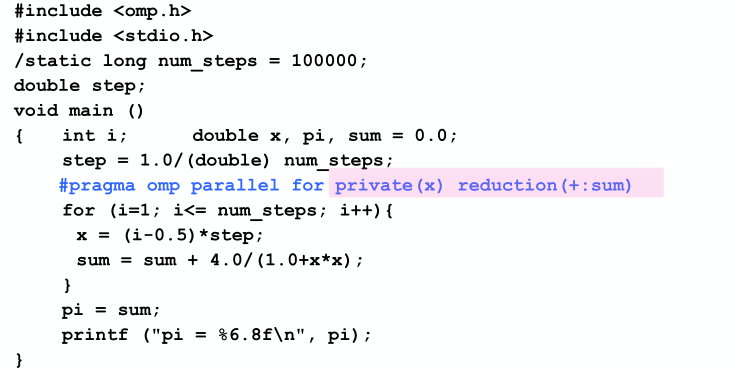 #include <omp.h>
#include <stdio.h>
/static long num_steps = 100000;
double step;
void main ()
{ int i; double x, pi, sum = 0.0;
step = 1.0/(double) num_steps;
#pragma omp parallel for private(x) reduction(+:sum)
for (i=1; i<= num_steps; i++){
x = (i-0.5)*step;
sum = sum + 4.0/(1.0+x*x);
}
pi = sum;
printf ("pi = %6.8f\n", pi);
}